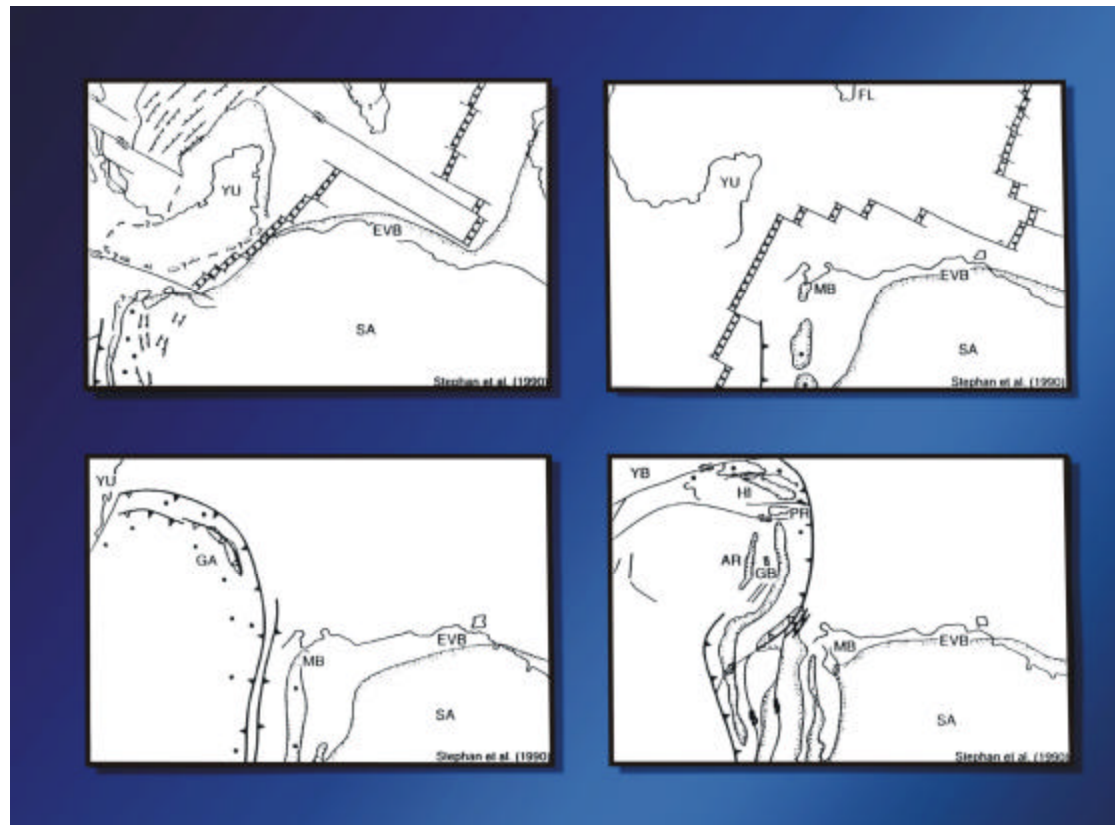 YU
EVB
SA
Stephan et al. (1990)
FL
YU
MB
EVB
SA
Stephan et al. (1990)
YU
GA
EVB
MB
SA
Stephan et al. (1990)
YB
HI
PR
AR
GB
MB
EVB
SA
Stephan et al. (1990)